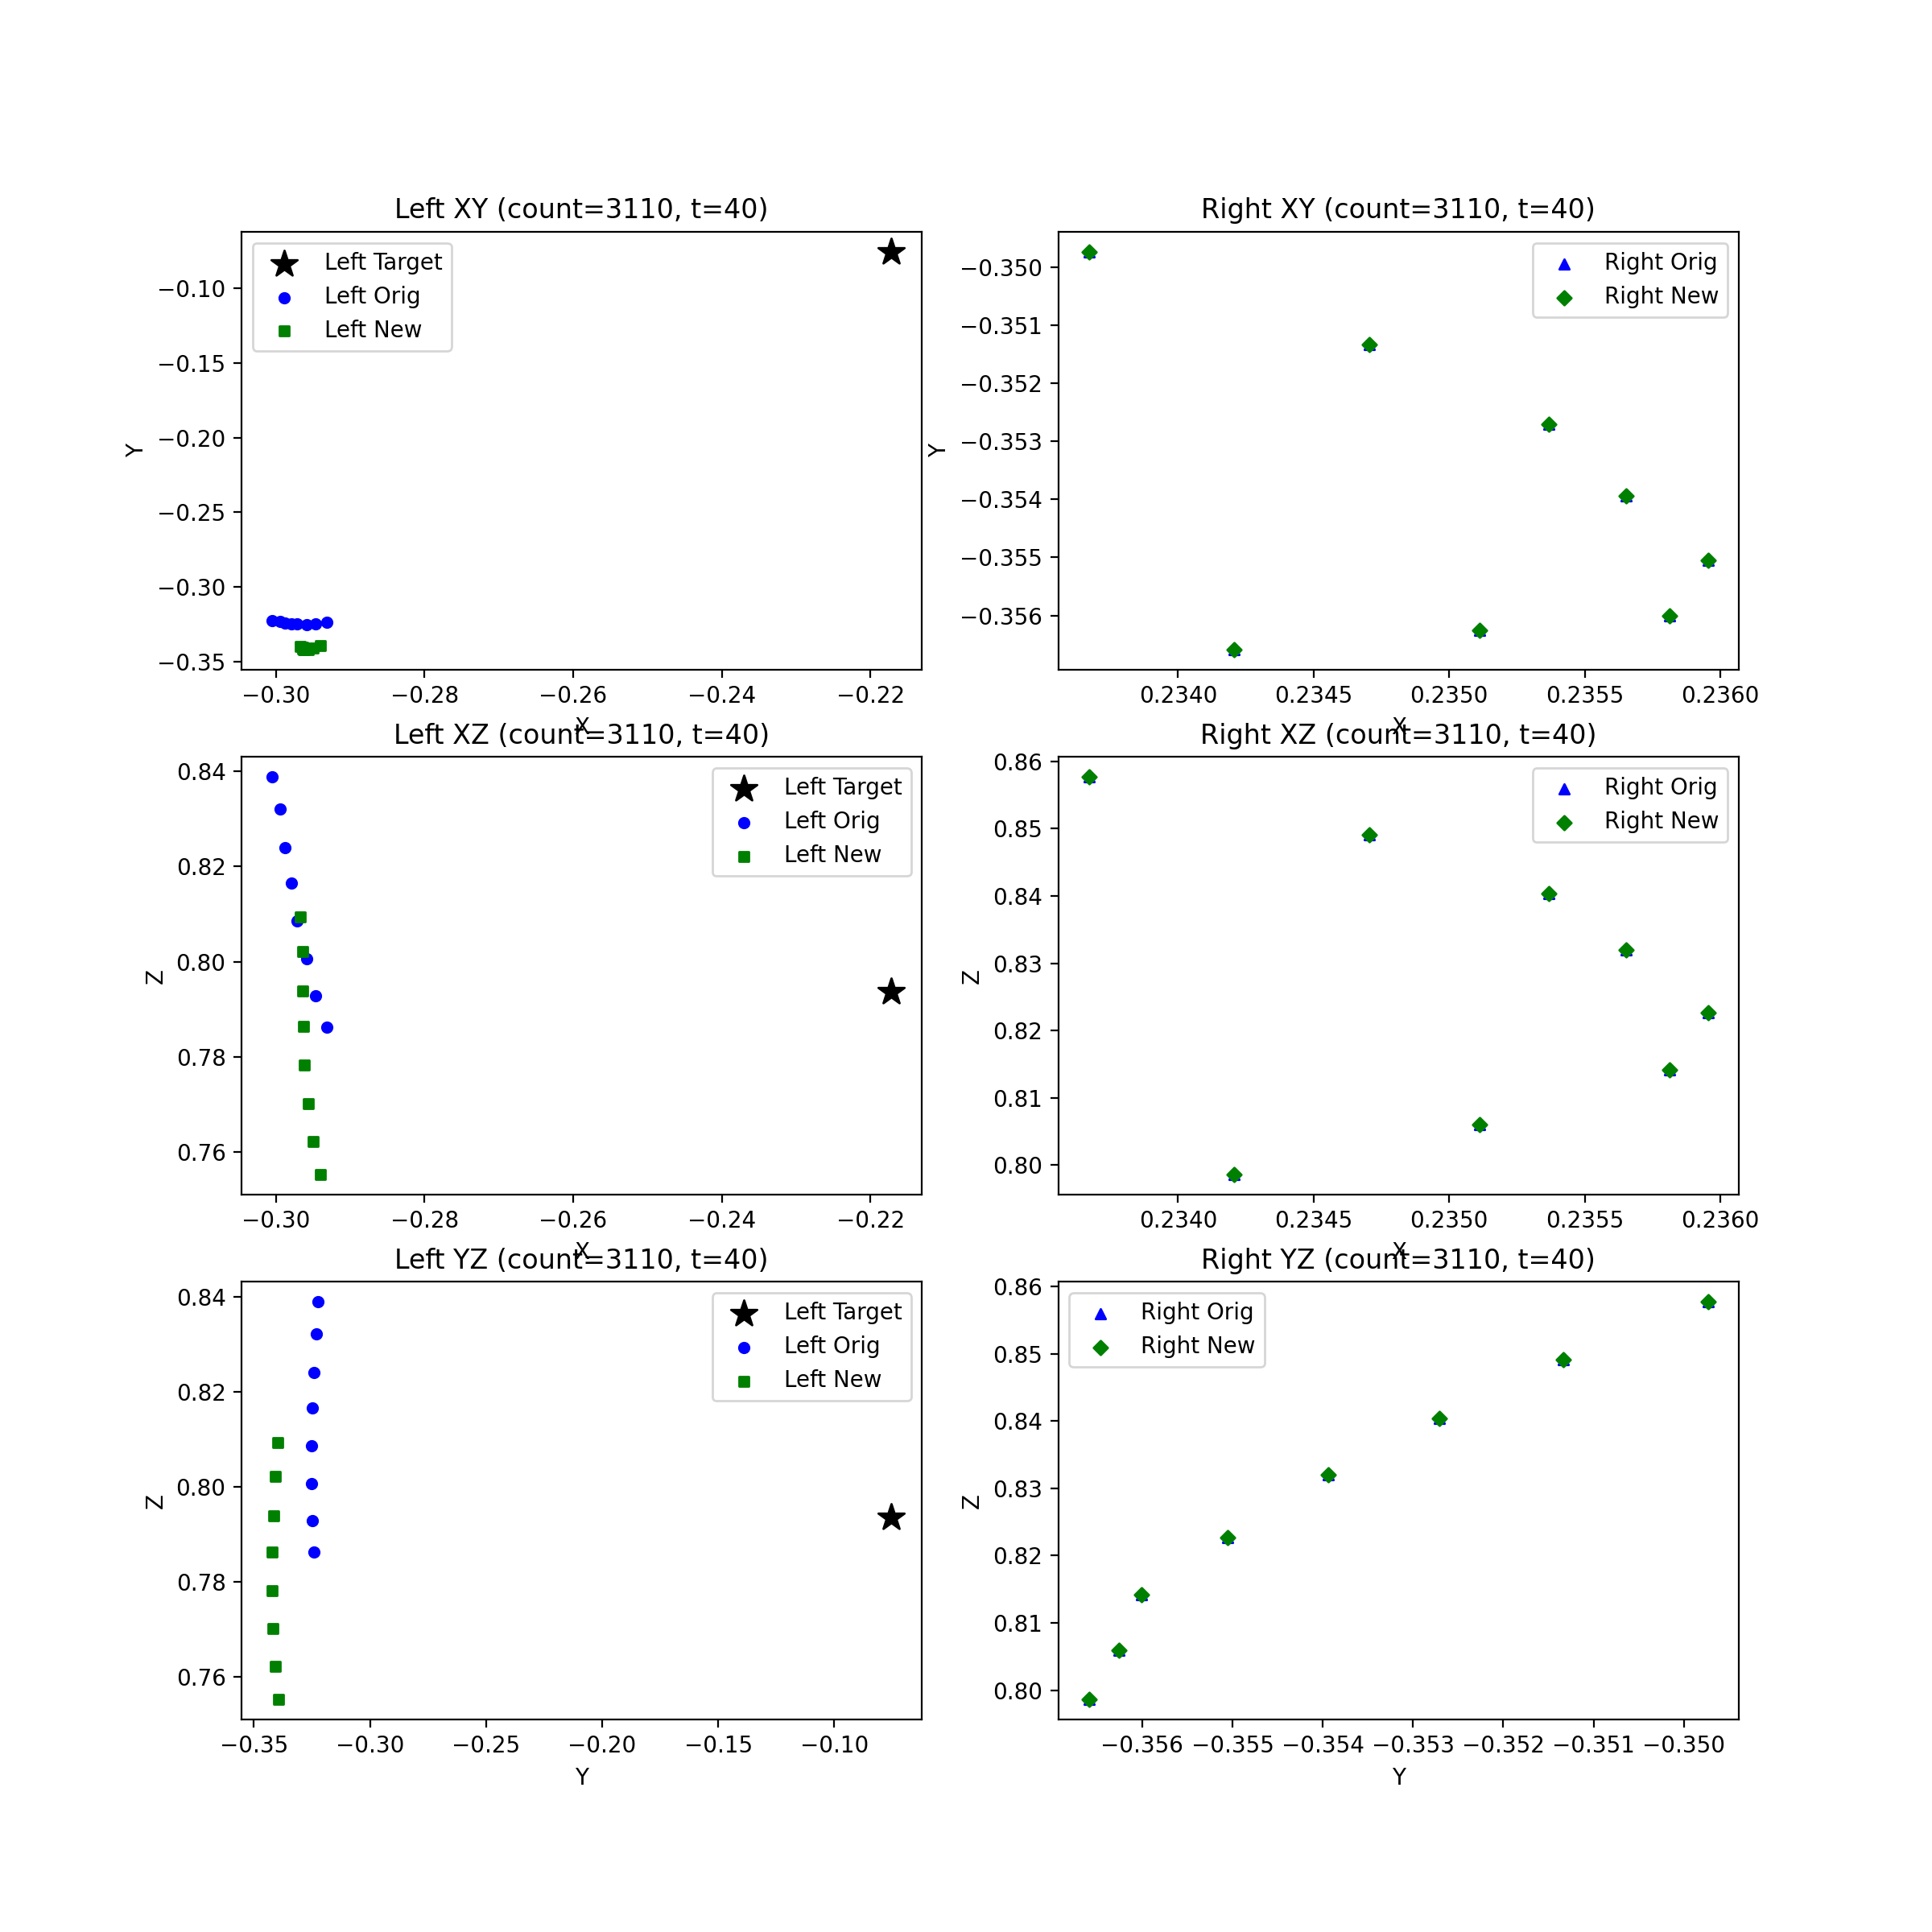 Left XY (count=3110, t=40)
Left Target
Left Orig
Left New
−0.10
−0.15
−0.20
−0.25
−0.30
−0.35
Y
−0.30
−0.28
−0.26
−0.24
−0.22
X
Right XY (count=3110, t=40)
Right Orig
Right New
−0.350
−0.351
−0.352
−0.353
−0.354
−0.355
−0.356
Y
0.2340
0.2345
0.2350
0.2355
0.2360
X
Left XZ (count=3110, t=40)
Left Target
Left Orig
Left New
0.84
0.82
0.80
0.78
0.76
Z
−0.30
−0.28
−0.26
−0.24
−0.22
X
Right XZ (count=3110, t=40)
Right Orig
Right New
0.86
0.85
0.84
0.83
0.82
0.81
0.80
Z
0.2340
0.2345
0.2350
0.2355
0.2360
X
Left YZ (count=3110, t=40)
Left Target
Left Orig
Left New
0.84
0.82
0.80
0.78
0.76
Z
−0.35
−0.30
−0.25
−0.20
−0.15
−0.10
Y
Right YZ (count=3110, t=40)
Right Orig
Right New
0.86
0.85
0.84
0.83
0.82
0.81
0.80
Z
−0.356
−0.355
−0.354
−0.353
−0.352
−0.351
−0.350
Y